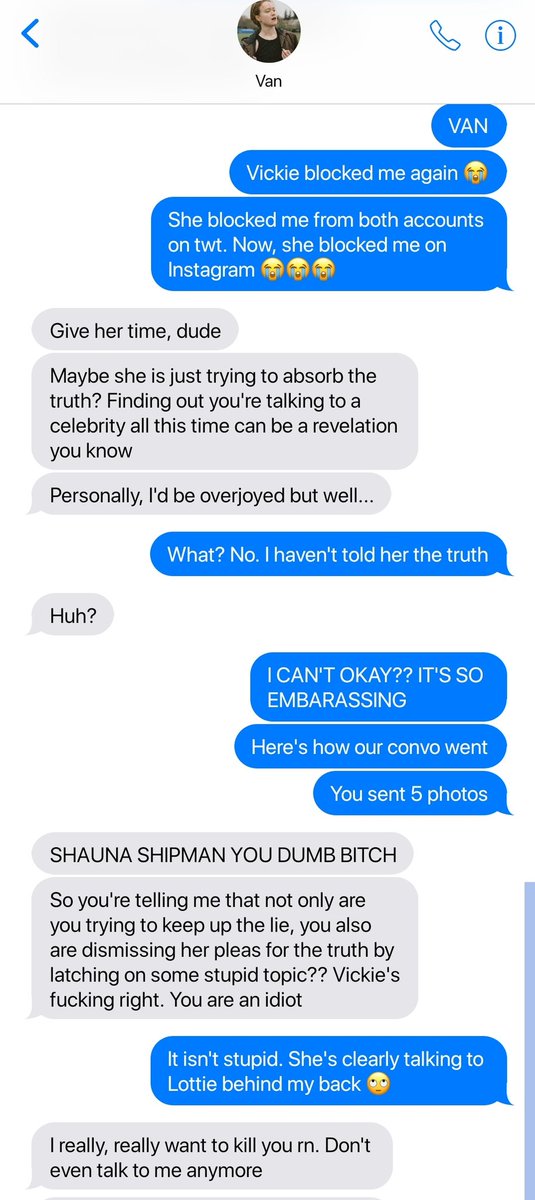 Van
VAN
Vickie blocked me again 😭
She blocked me from both accounts
on twt. Now, she blocked me on
Instagram 😭😭😭
Give her time, dude
Maybe she is just trying to absorb the
truth? Finding out you're talking to a
celebrity all this time can be a revelation
you know
Personally, I'd be overjoyed but well...
What? No. I haven't told her the truth
Huh?
I CAN'T OKAY?? IT'S SO
EMBARASSING
Here's how our convo went
You sent 5 photos
SHAUNA SHIPMAN YOU DUMB BITCH
So you're telling me that not only are
you trying to keep up the lie, you also
are dismissing her pleas for the truth by
latching on some stupid topic?? Vickie's
fucking right. You are an idiot
It isn't stupid. She's clearly talking to
Lottie behind my back 🙄
I really, really want to kill you rn. Don't
even talk to me anymore